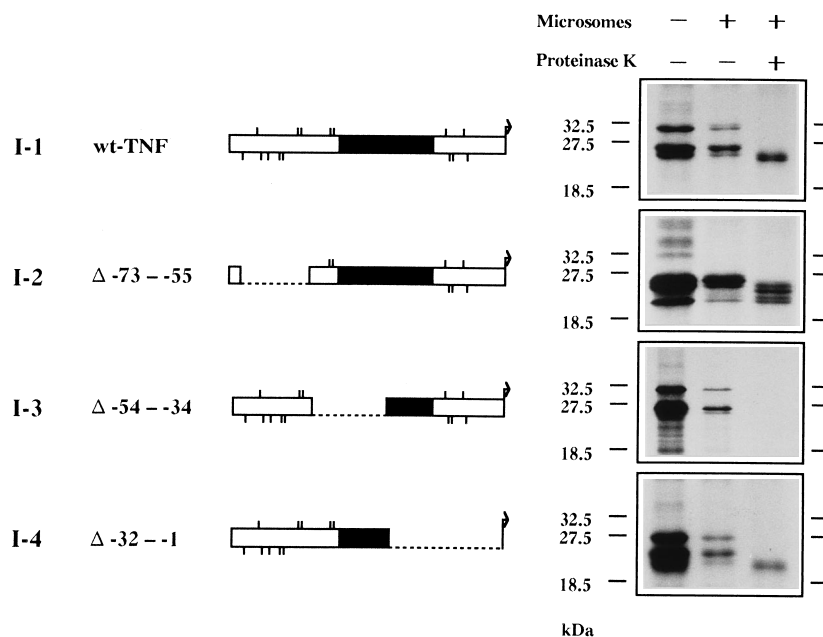 Microsomes − + +
Proteinase K − − +
I-1 wt-TNF
32.5
27.5
18.5
I-2 Δ -73 – -55
32.5
27.5
18.5
I-3 Δ -54 – -34
32.5
27.5
18.5
I-4 Δ -32 – -1
32.5
27.5
18.5
kDa